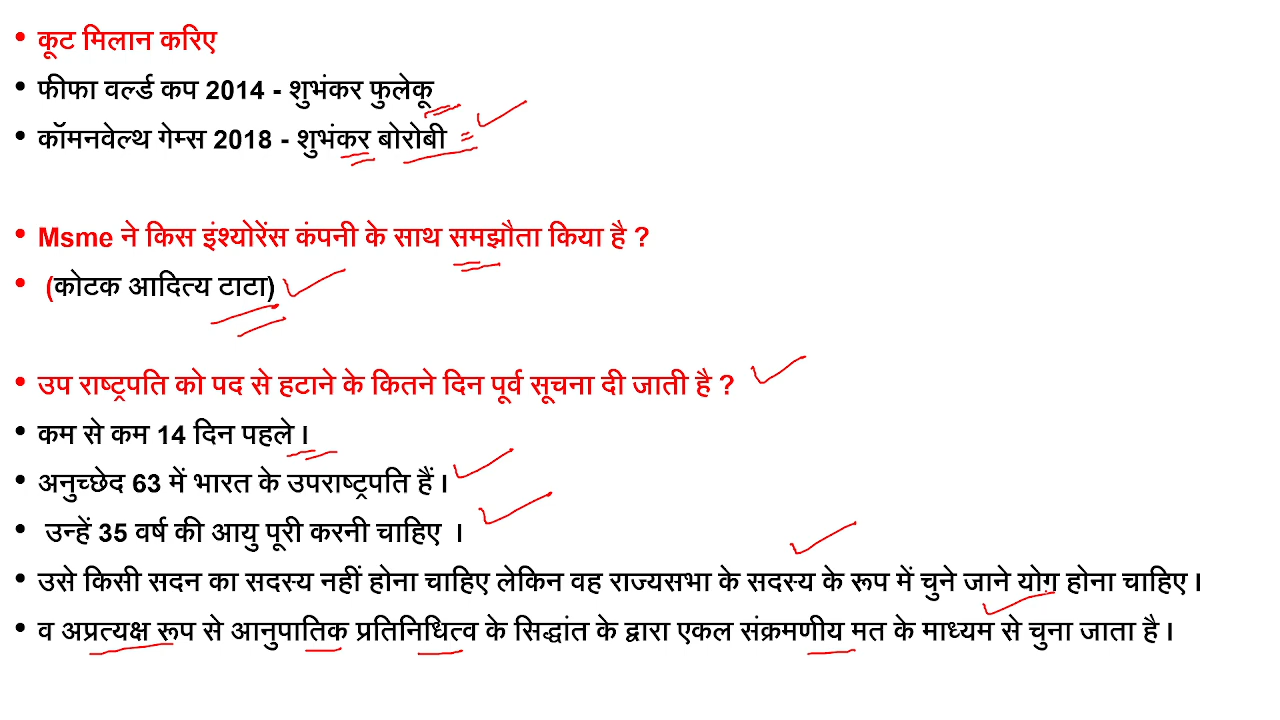 • कूट मिलान करिए
• फीफा वर्ल्ड कप 2014 - शुभंकर फुलेकू
• कॉमनवेल्थ गेम्स 2018 - शुभंकर बोरोबी
• Msme ने किस इंश्योरेंस कंपनी के साथ समझौता किया है ?
• (कोटक आदित्य टाटा)
• उप राष्ट्रपति को पद से हटाने के कितने दिन पूर्व सूचना दी जाती है ?
• कम से कम 14 दिन पहले।
• अनुच्छेद 63 में भारत के उपराष्ट्रपति हैं।
• उन्हें 35 वर्ष की आयु पूरी करनी चाहिए ।
• उसे किसी सदन का सदस्य नहीं होना चाहिए लेकिन वह राज्यसभा के सदस्य के रूप में चुने जाने योग होना चाहिए।
• व अप्रत्यक्ष रूप से आनुपातिक प्रतिनिधित्व के सिद्धांत के द्वारा एकल संक्रमणीय मत के माध्यम से चुना जाता है।